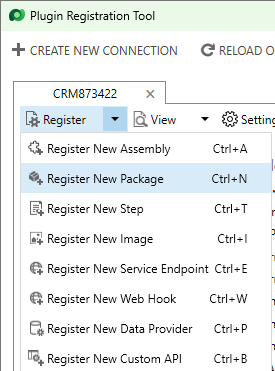 Plugin Registration Tool
CREATE NEW CONNECTION RELOAD O
CRM873422
Register View Setting
Register New Assembly Ctrl+A
Register New Package Ctrl+N
Register New Step Ctrl+T
Register New Image Ctrl+I
Register New Service Endpoint Ctrl+E
Register New Web Hook Ctrl+W
Register New Data Provider Ctrl+P
Register New Custom API Ctrl+B